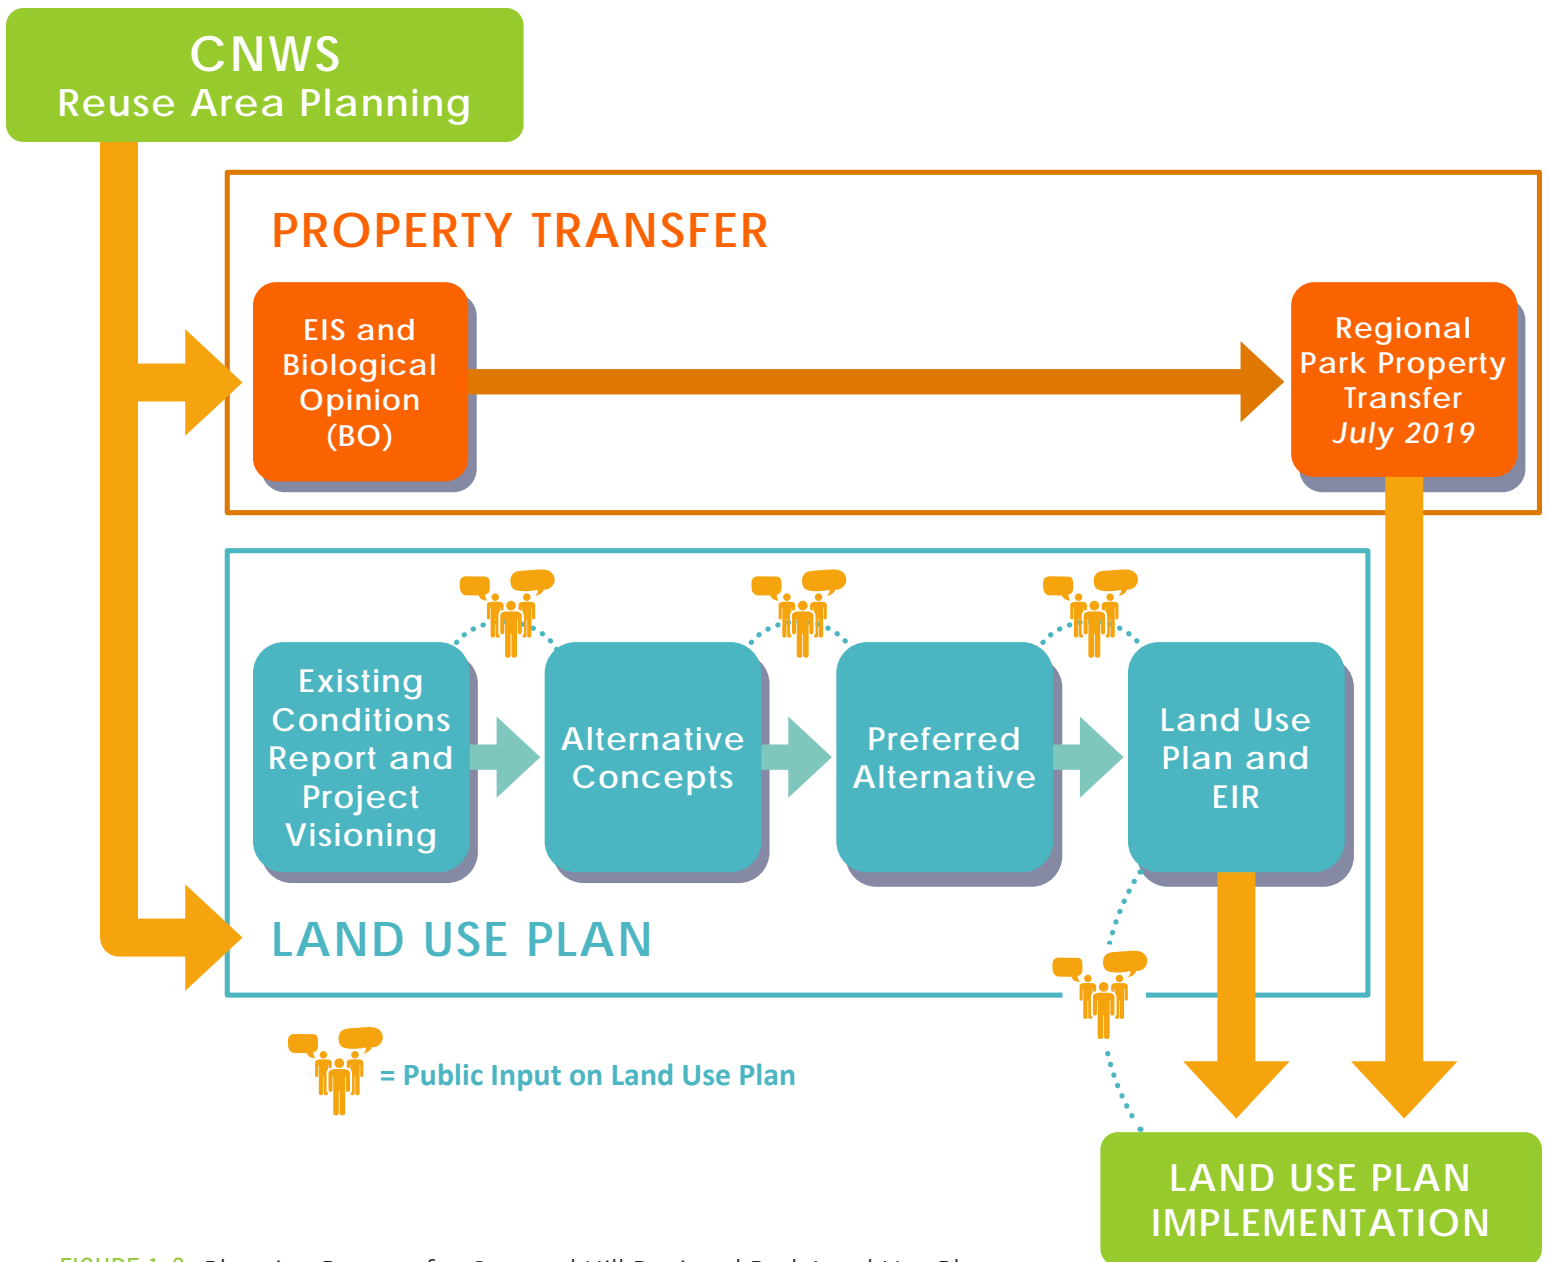 CNWS
Reuse Area Planning
PROPERTY TRANSFER
EIS and
Biological
Opinion
(BO)
Regional
Park Property
Transfer
July 2019
Existing
Conditions
Report and
Project
Visioning
Alternative
Concepts
Preferred
Alternative
Land Use
Plan and
EIR
LAND USE PLAN
= Public Input on Land Use Plan
LAND USE PLAN
IMPLEMENTATION